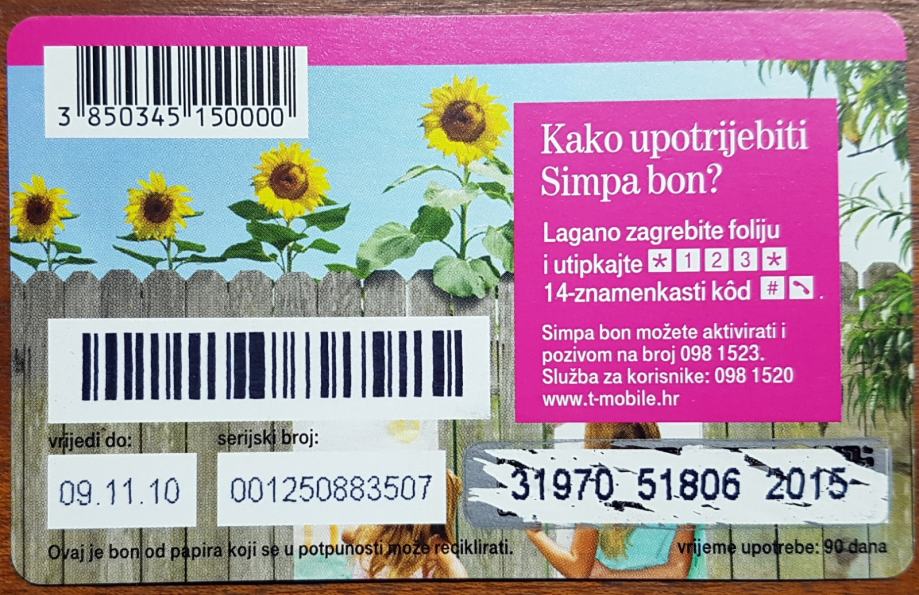 3 850345 150000
Kako upotrijebiti
Simpa bon?
Lagano zagrebite foliju
i utipkajte * 1 2 3 *
14-znamenkasti kôd # .
Simpa bon možete aktivirati i
pozivom na broj 098 1523.
Služba za korisnike: 098 1520
www.t-mobile.hr
vrijedi do:
serijski broj:
09.11.10
001250883507
31970 51806 2015
Ovaj je bon od papira koji se u potpunosti može reciklirati.
vrijeme upotrebe: 90 dana